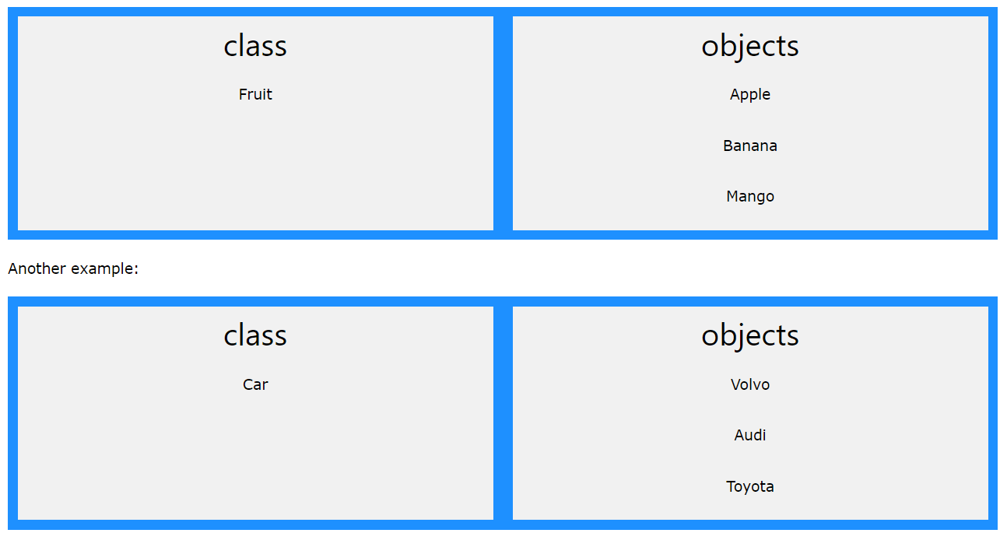 class
Fruit
objects
Apple
Banana
Mango
Another example:
class
Car
objects
Volvo
Audi
Toyota